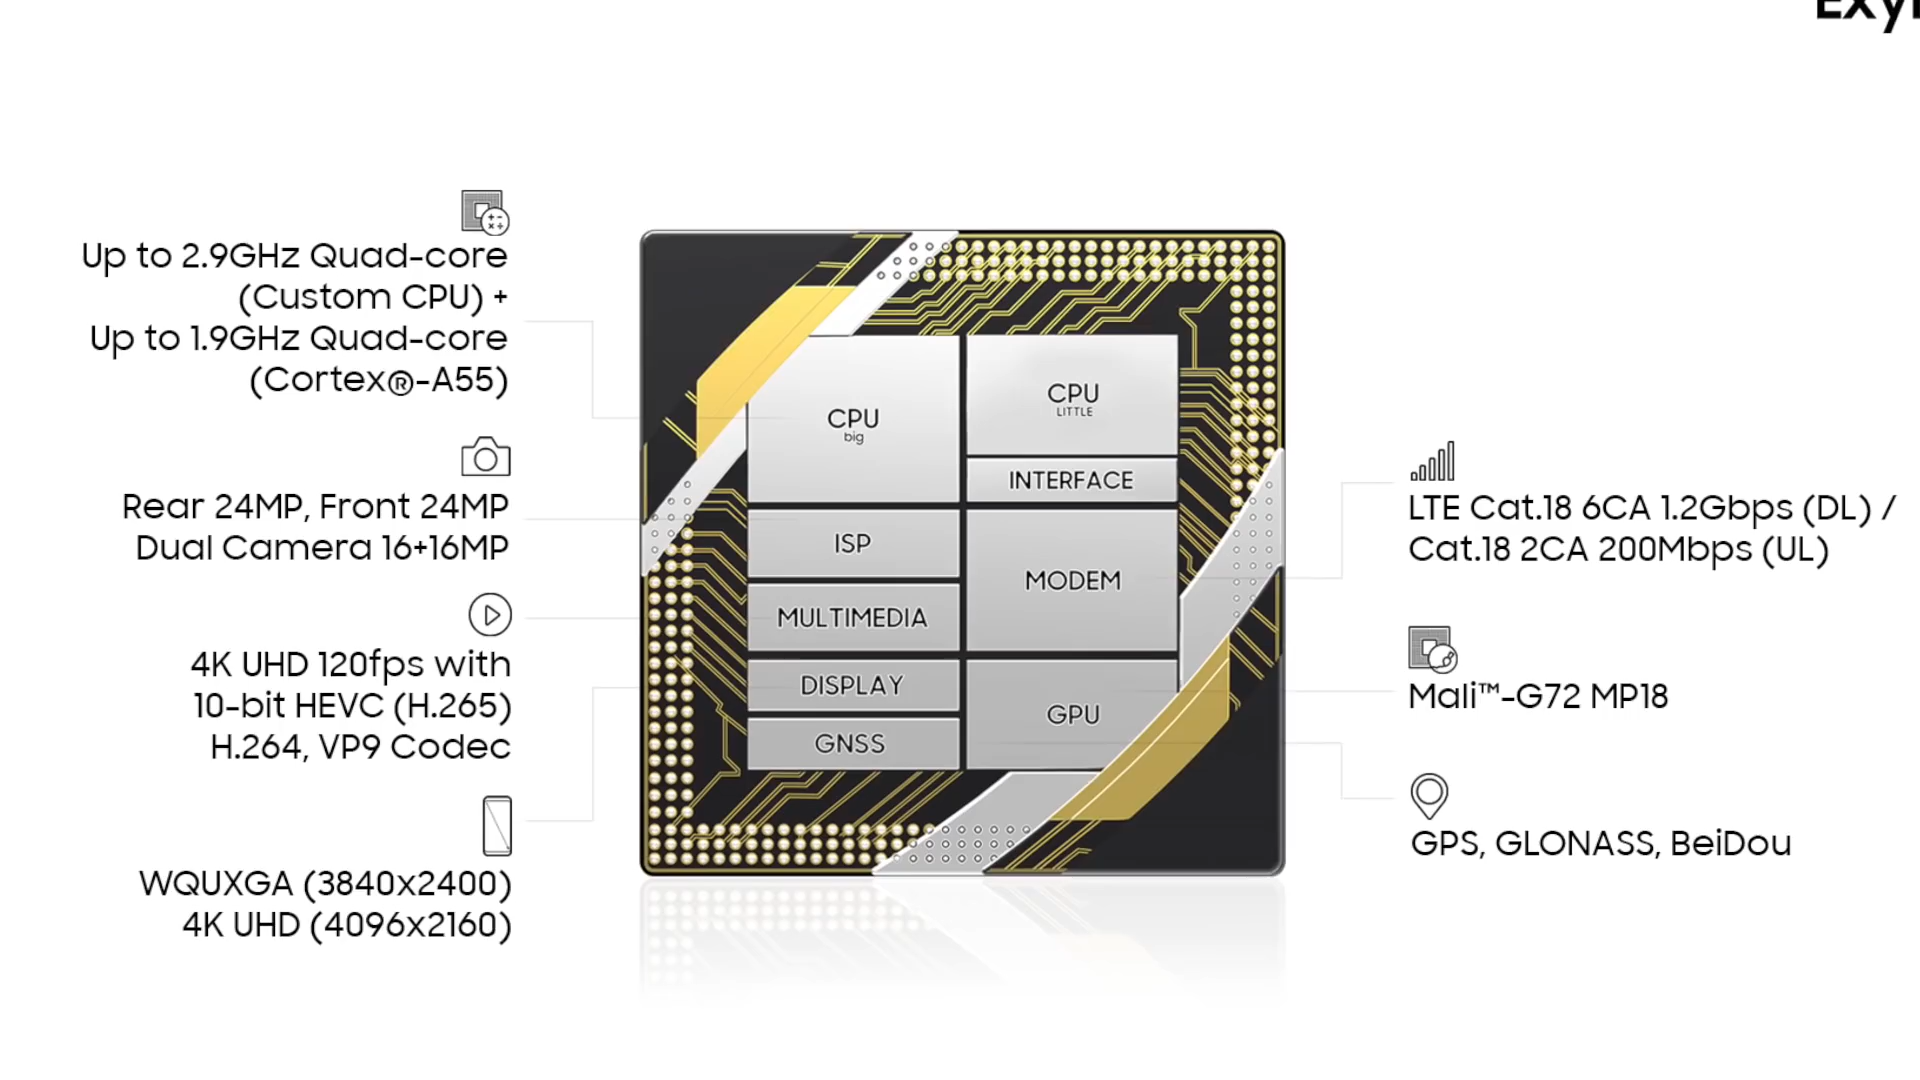 Up to 2.9GHz Quad-core
(Custom CPU) +
Up to 1.9GHz Quad-core
(Cortex®-A55)
Rear 24MP, Front 24MP
Dual Camera 16+16MP
4K UHD 120fps with
10-bit HEVC (H.265)
H.264, VP9 Codec
WQUXGA (3840x2400)
4K UHD (4096x2160)
CPU
big
CPU
LITTLE
INTERFACE
ISP
MODEM
MULTIMEDIA
DISPLAY
GPU
GNSS
LTE Cat.18 6CA 1.2Gbps (DL) /
Cat.18 2CA 200Mbps (UL)
Mali™-G72 MP18
GPS, GLONASS, BeiDou